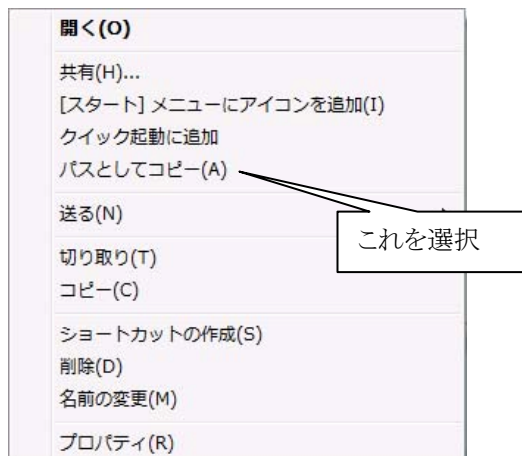 開く(O)
共有(H)...
[スタート] メニューにアイコンを追加(I)
クイック起動に追加
パスとしてコピー(A)
送る(N)
これを選択
切り取り(T)
コピー(C)
ショートカットの作成(S)
削除(D)
名前の変更(M)
プロパティ(R)